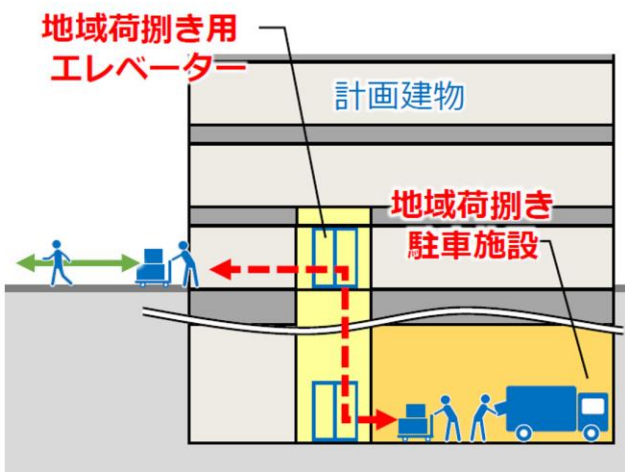 地域荷捌き用
エレベーター
計画建物
地域荷捌き
駐車施設